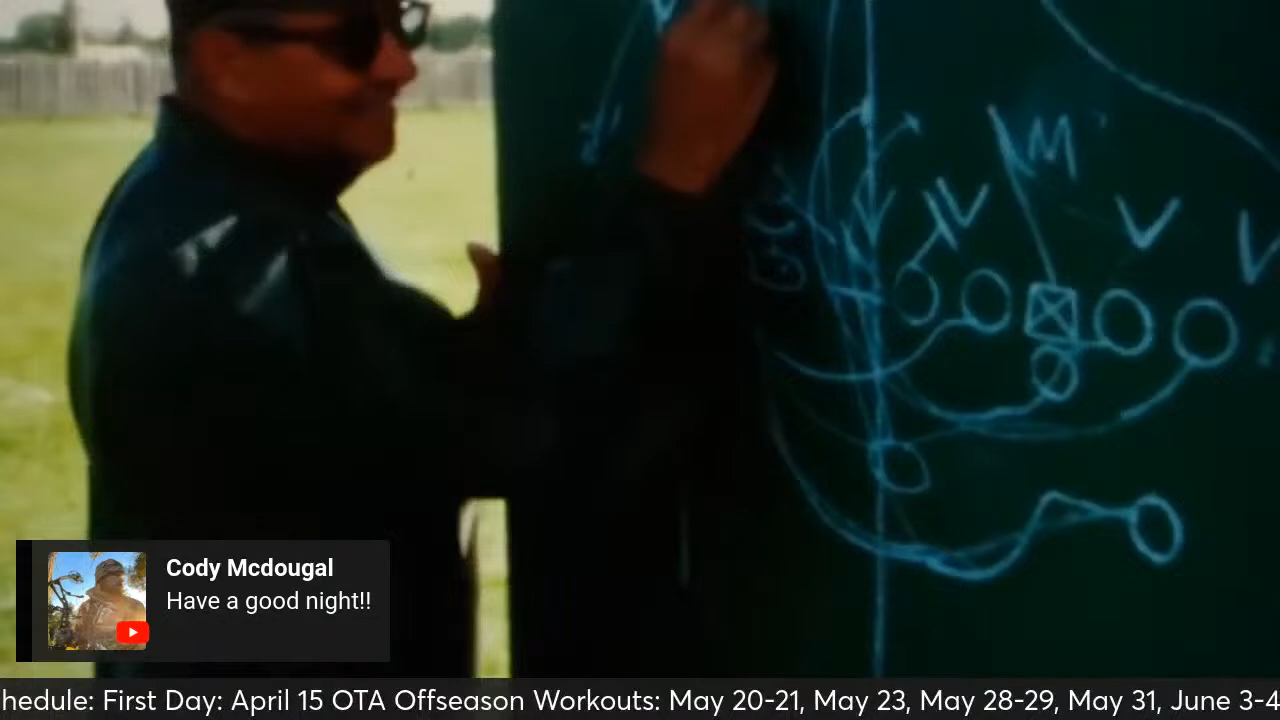 M
V
V
V
Cody Mcdougal
Have a good night!!
hedule: First Day: April 15 OTA Offseason Workouts: May 20-21, May 23, May 28-29, May 31, June 3-4